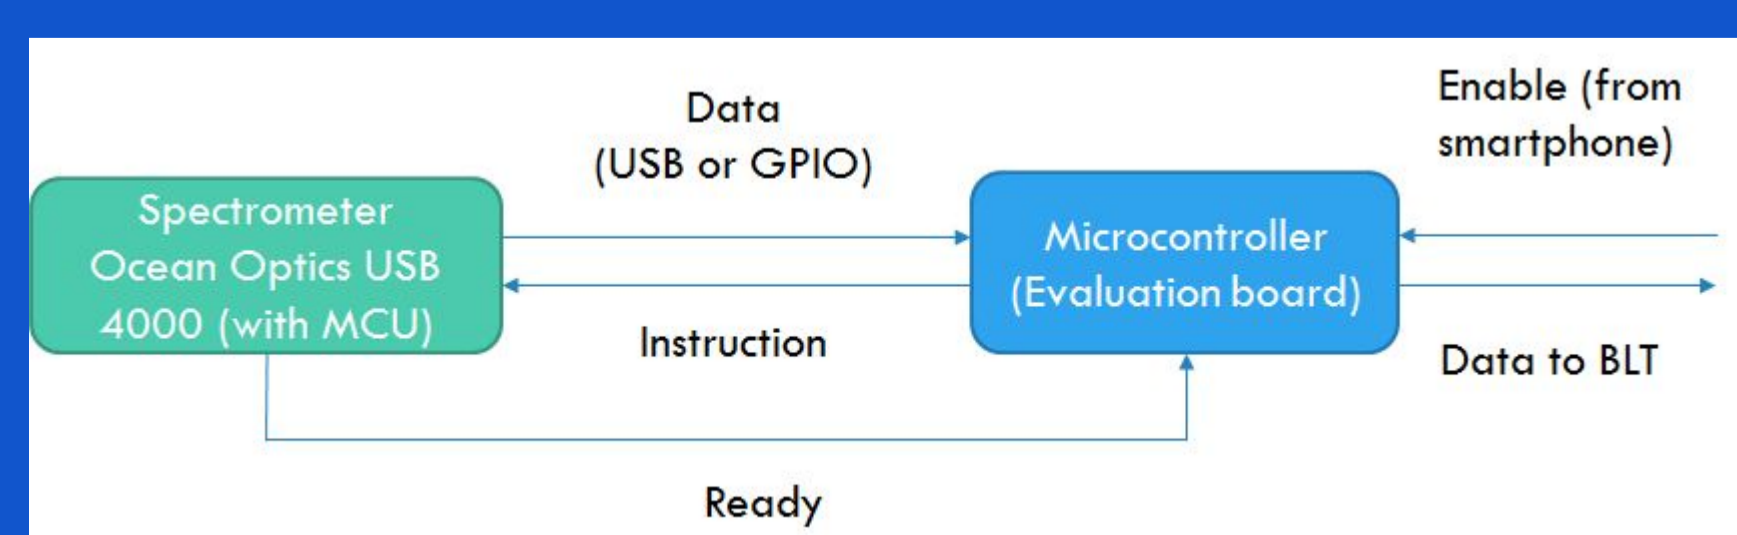 Data
(USB or GPIO)
Enable (from
smartphone)
Spectrometer
Ocean Optics USB
4000 (with MCU)
Microcontroller
(Evaluation board)
Instruction
Data to BLT
Ready